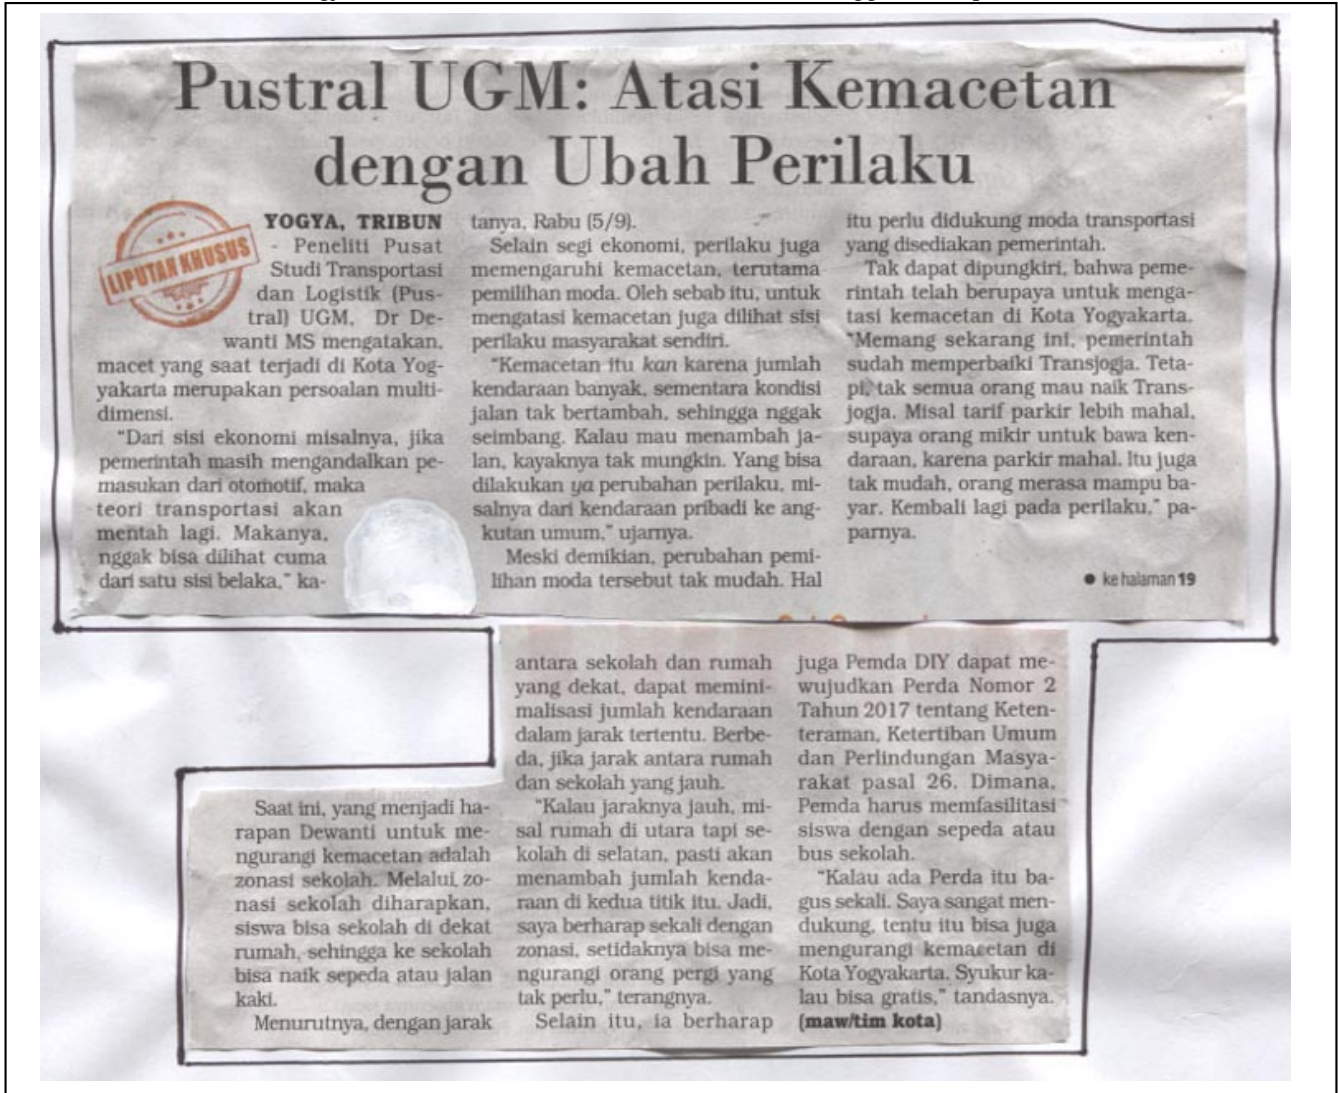 Pustral UGM: Atasi Kemacetan
dengan Ubah Perilaku
LIPUTAN KHUSUS
YOGYA, TRIBUN
- Peneliti Pusat
Studi Transportasi
dan Logistik (Pus-
tral) UGM, Dr De-
wanti MS mengatakan,
macet yang saat terjadi di Kota Yog-
yakarta merupakan persoalan multi-
dimensi.
"Dari sisi ekonomi misalnya, jika
pemerintah masih mengandalkan pe-
masukan dari otomotif, maka
teori transportasi akan
mentah lagi. Makanya,
nggak bisa dilihat cuma
dari satu sisi belaka," ka-
tanya, Rabu (5/9).
Selain segi ekonomi, perilaku juga
memengaruhi kemacetan, terutama
pemilihan moda. Oleh sebab itu, untuk
mengatasi kemacetan juga dilihat sisi
perilaku masyarakat sendiri.
"Kemacetan itu kan karena jumlah
kendaraan banyak, sementara kondisi
jalan tak bertambah, sehingga nggak
seimbang. Kalau mau menambah ja-
lan, kayaknya tak mungkin. Yang bisa
dilakukan ya perubahan perilaku, mi-
salnya dari kendaraan pribadi ke ang-
kutan umum," ujarnya.
Meski demikian, perubahan pemi-
lihan moda tersebut tak mudah. Hal
itu perlu didukung moda transportasi
yang disediakan pemerintah.
Tak dapat dipungkiri, bahwa peme-
rintah telah berupaya untuk menga-
tasi kemacetan di Kota Yogyakarta.
"Memang sekarang ini, pemerintah
sudah memperbaiki Transjogja. Teta-
pi, tak semua orang mau naik Trans-
jogja. Misal tarif parkir lebih mahal,
supaya orang mikir untuk bawa ken-
daraan, karena parkir mahal. Itu juga
tak mudah, orang merasa mampu ba-
yar. Kembali lagi pada perilaku," pa-
parnya.
● ke halaman 19
Saat ini, yang menjadi ha-
rapan Dewanti untuk me-
ngurangi kemacetan adalah
zonasi sekolah. Melalui zo-
nasi sekolah diharapkan,
siswa bisa sekolah di dekat
rumah, sehingga ke sekolah
bisa naik sepeda atau jalan
kaki.
Menurutnya, dengan jarak
antara sekolah dan rumah
yang dekat, dapat memini-
malisasi jumlah kendaraan
dalam jarak tertentu. Berbe-
da, jika jarak antara rumah
dan sekolah yang jauh.
"Kalau jaraknya jauh, mi-
sal rumah di utara tapi se-
kolah di selatan, pasti akan
menambah jumlah kenda-
raan di kedua titik itu. Jadi,
saya berharap sekali dengan
zonasi, setidaknya bisa me-
ngurangi orang pergi yang
tak perlu," terangnya.
Selain itu, ia berharap
juga Pemda DIY dapat me-
wujudkan Perda Nomor 2
Tahun 2017 tentang Keten-
teraman, Ketertiban Umum
dan Perlindungan Masya-
rakat pasal 26. Dimana,
Pemda harus memfasilitasi
siswa dengan sepeda atau
bus sekolah.
"Kalau ada Perda itu ba-
gus sekali. Saya sangat men-
dukung, tentu itu bisa juga
mengurangi kemacetan di
Kota Yogyakarta. Syukur ka-
lau bisa gratis," tandasnya.
(maw/tim kota)